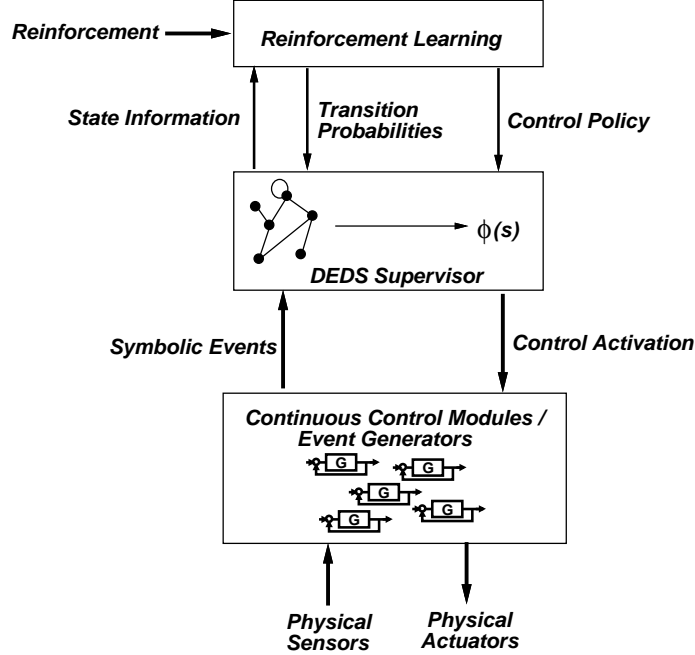 Reinforcement
Reinforcement Learning
State Information
Transition
Probabilities
Control Policy
ϕ(s)
DEDS Supervisor
Symbolic Events
Control Activation
Continuous Control Modules /
Event Generators
G
G
G
G
G
Physical
Sensors
Physical
Actuators